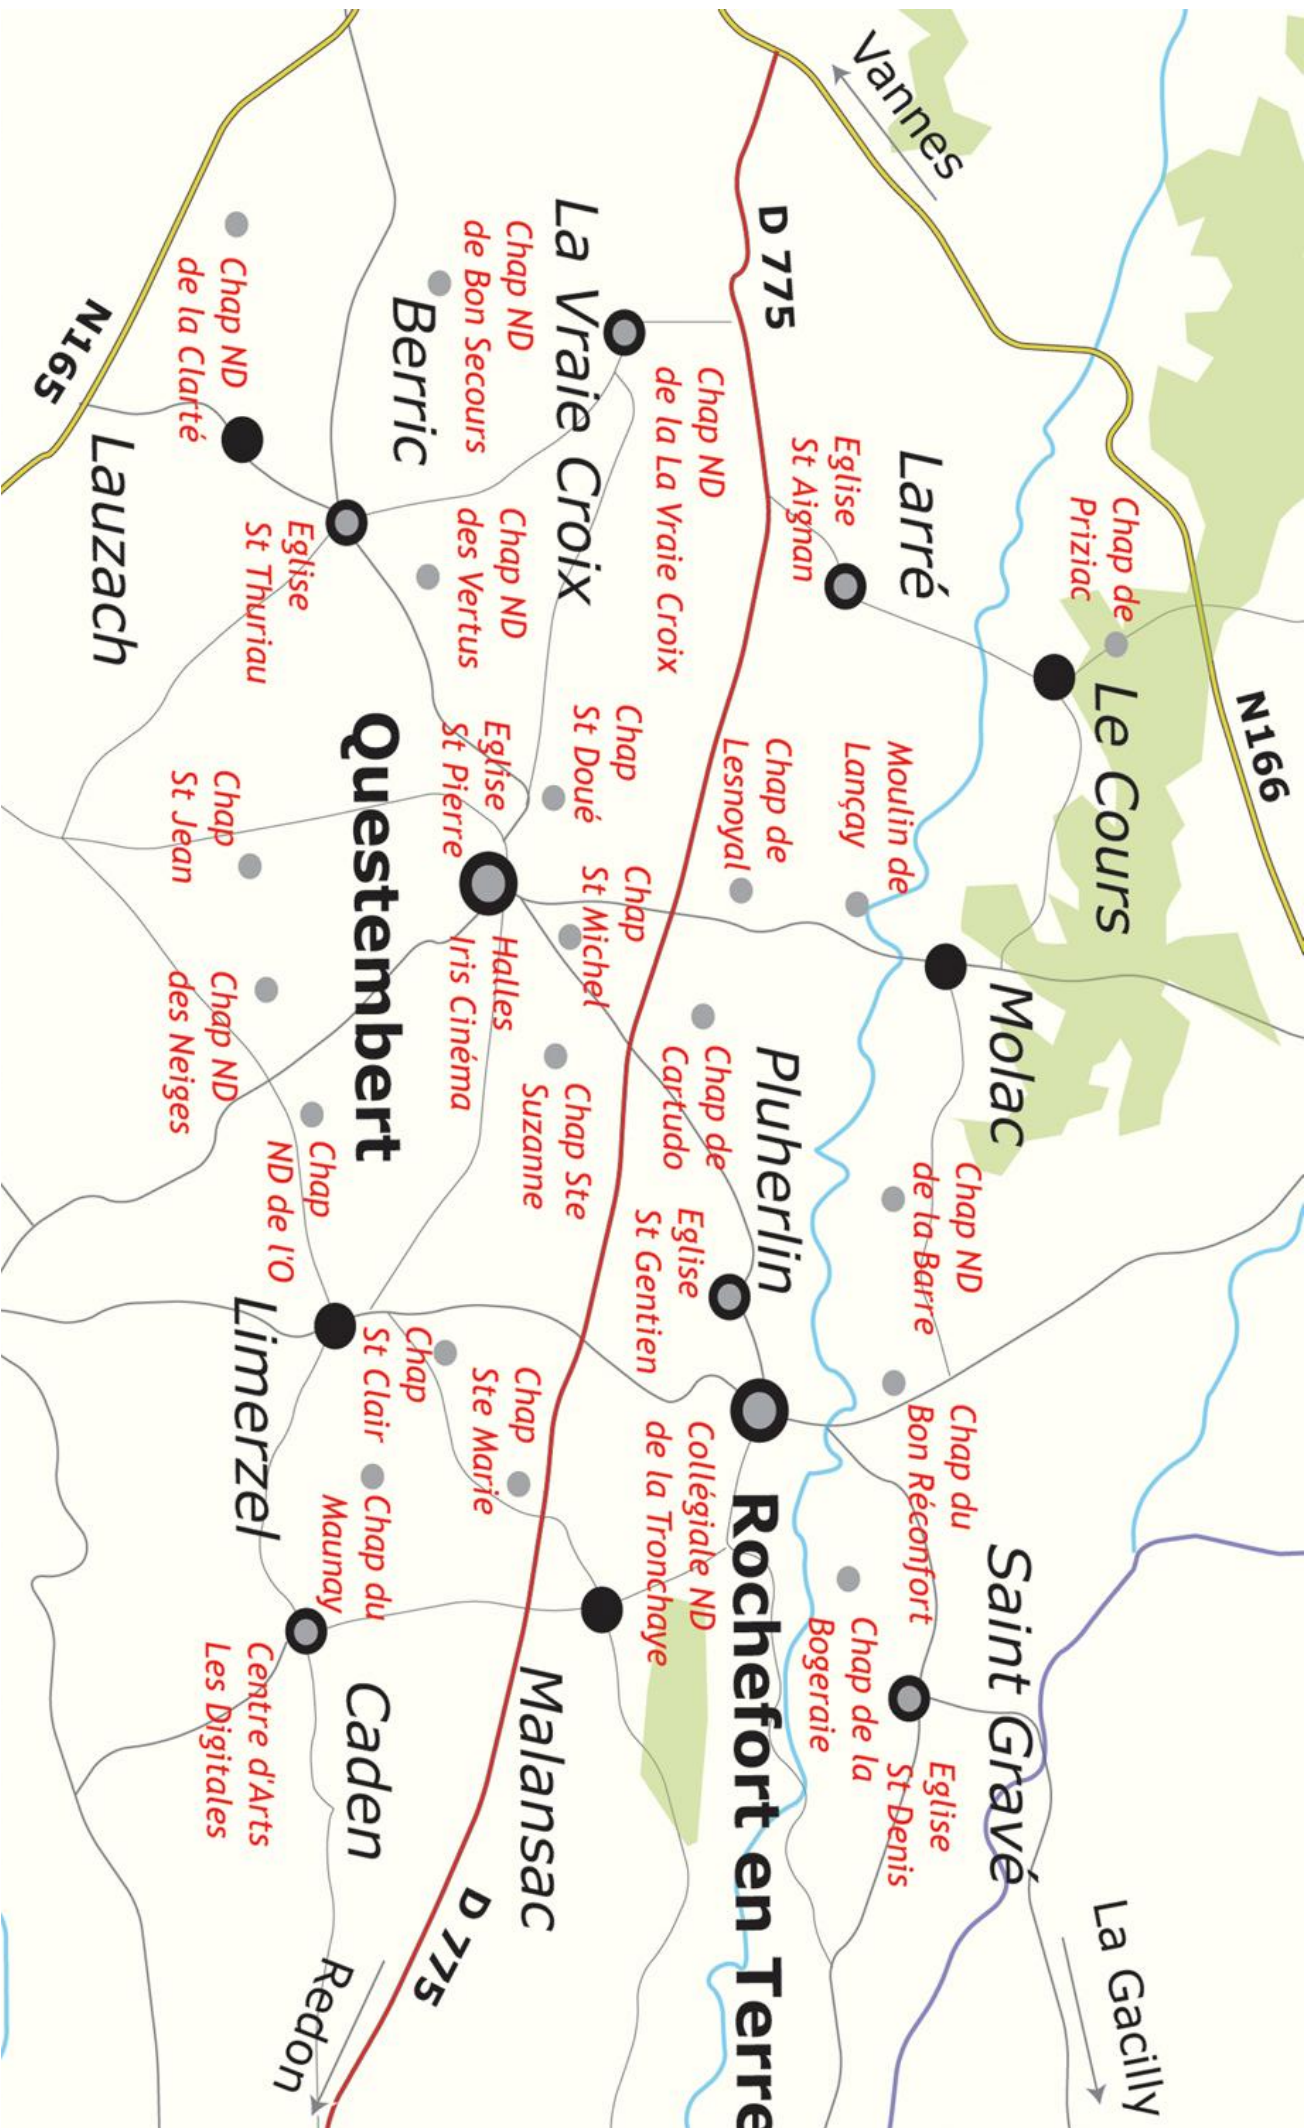 Vannes
N166
Chap de
Priziac
Le Cours
Larré
Eglise
St Aignan
D 775
Chap ND
de la La Vraie Croix
La Vraie Croix
Chap ND
de Bon Secours
Berric
Chap ND
de la Clarté
N165
Lauzach
Eglise
St Thuriau
Chap ND
des Vertus
Moulin de
Lançay
Chap de
Lesnoyal
Chap
St Doué
Eglise
St Pierre
Questembert
Chap
St Jean
Chap
St Michel
Halles
Iris Cinéma
Chap ND
des Neiges
Molac
Pluherlin
Chap de
Cartudo
Chap Ste
Suzanne
Chap
ND de l'O
Chap ND
de la Barre
Eglise
St Gentien
Limerzel
Chap
St Clair
Chap
Ste Marie
Chap du
Maunay
Chap du
Bon Réconfort
Collégiale ND
de la Tronchaye
Rochefort en Terre
Saint Gravé
Chap de la
Bogeraie
Eglise
St Denis
Malansac
Caden
Centre d'Arts
Les Digitales
D 775
Redon
La Gacilly